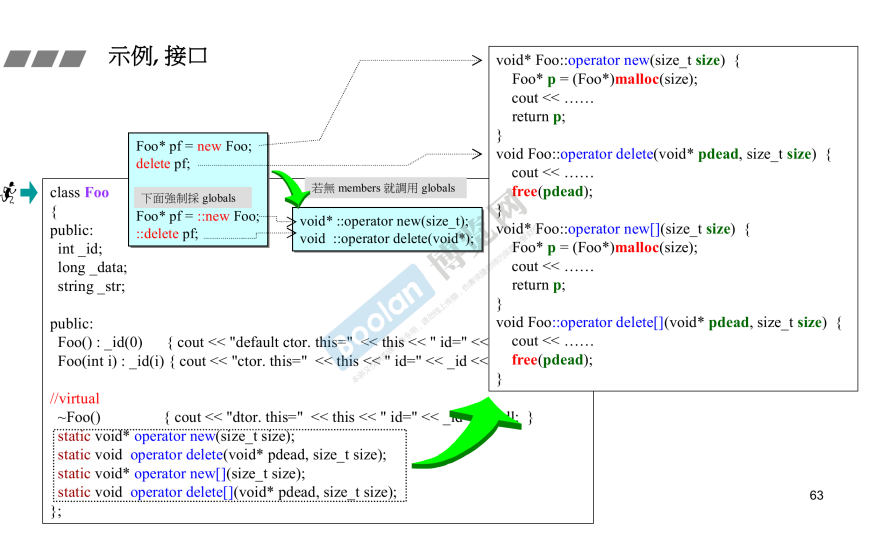 示例, 接口
Foo* pf = new Foo;
delete pf;
下面強制採 globals
Foo* pf = ::new Foo;
::delete pf;
若無 members 就調用 globals
void* ::operator new(size_t);
void ::operator delete(void*);
void* Foo::operator new(size_t size) {
Foo* p = (Foo*)malloc(size);
cout << ……
return p;
}
void Foo::operator delete(void* pdead, size_t size) {
cout << ……
free(pdead);
}
void* Foo::operator new[](size_t size) {
Foo* p = (Foo*)malloc(size);
cout << ……
return p;
}
void Foo::operator delete[](void* pdead, size_t size) {
cout << ……
free(pdead);
}
class Foo
{
public:
int _id;
long _data;
string _str;
public:
Foo() : _id(0) { cout << "default ctor. this=" << this << " id=" <<
Foo(int i) : _id(i) { cout << "ctor. this=" << this << " id=" << _id <<
//virtual
~Foo() { cout << "dtor. this=" << this << " id=" << _id }
static void* operator new(size_t size);
static void operator delete(void* pdead, size_t size);
static void* operator new[](size_t size);
static void operator delete[](void* pdead, size_t size);
};
Boolan
博览网
63